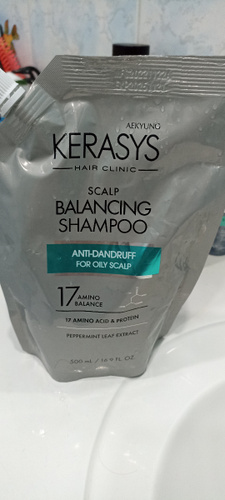 AEKYUNG
KERASYS
HAIR CLINIC
SCALP
BALANCING
SHAMPOO
ANTI-DANDRUFF
FOR OILY SCALP
17 AMINO
BALANCE
17 AMINO ACID & PROTEIN
PEPPERMINT LEAF EXTRACT
500 mL / 16.9 FL.OZ.